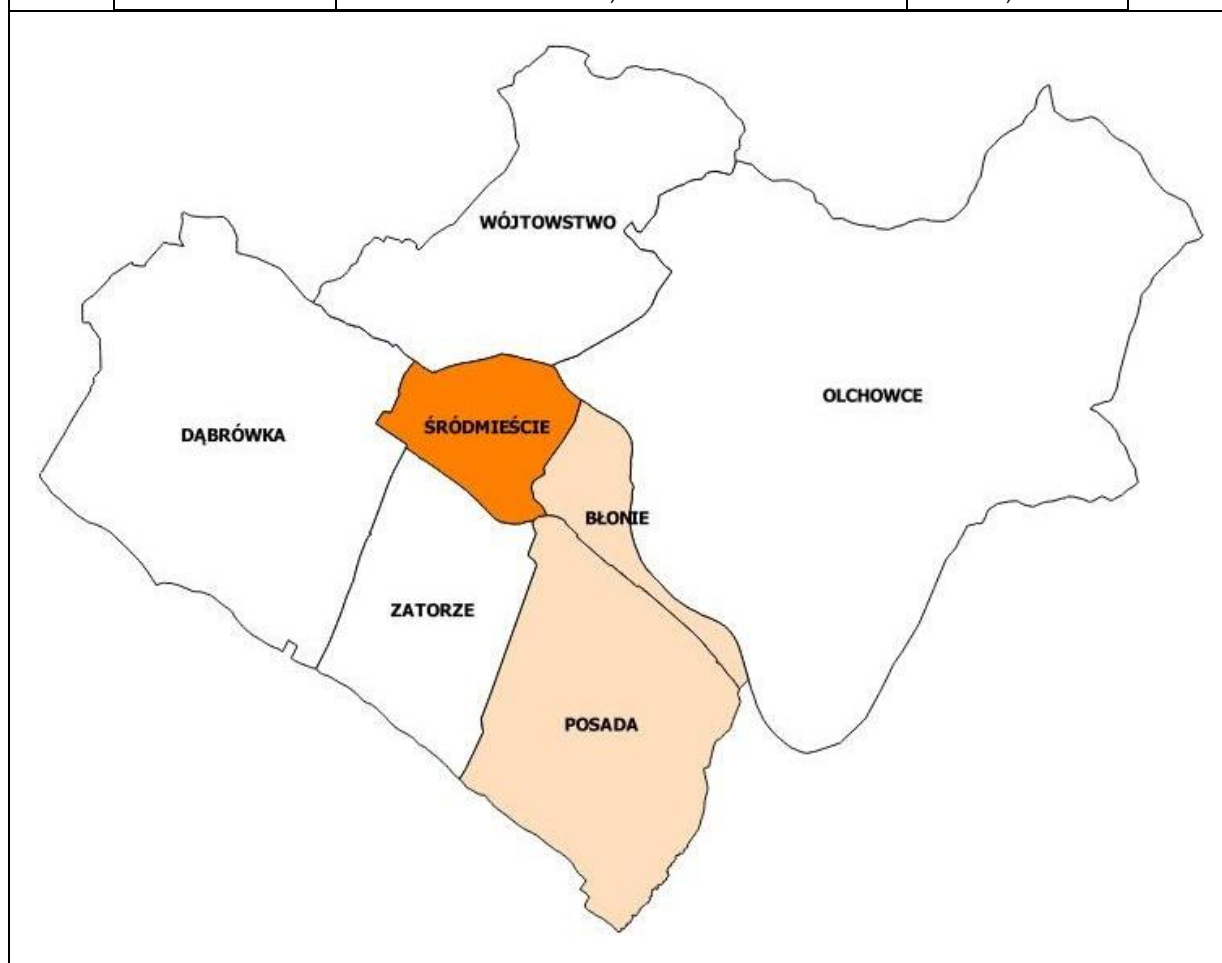 WÓJTOWSTWO
OLCHOWCE
ŚRÓDMIEŚCIE
DĄBRÓWKA
BŁONIE
ZATORZE
POSADA